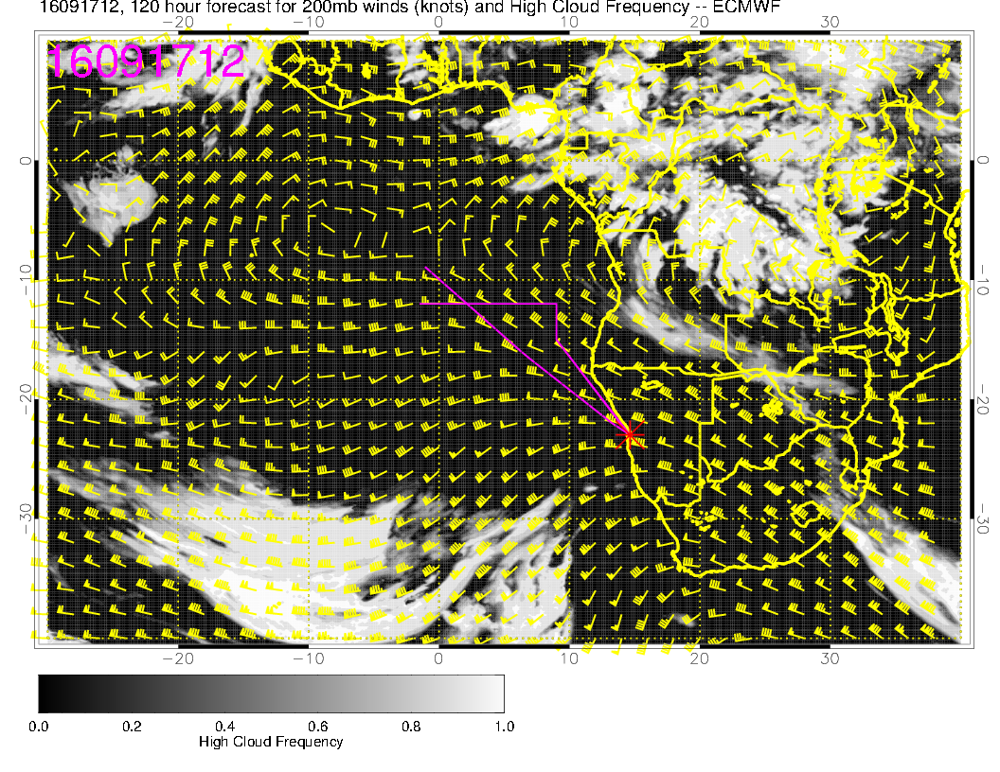 16091712, 120 hour forecast for 200mb winds (knots) and High Cloud Frequency -- ECMWF
−20 −10 0 10 20 30
16091712
0 0
−10 −10
−20 −20
−30 −30
−20 −10 0 10 20 30
0.0 0.2 0.4 0.6 0.8 1.0
High Cloud Frequency